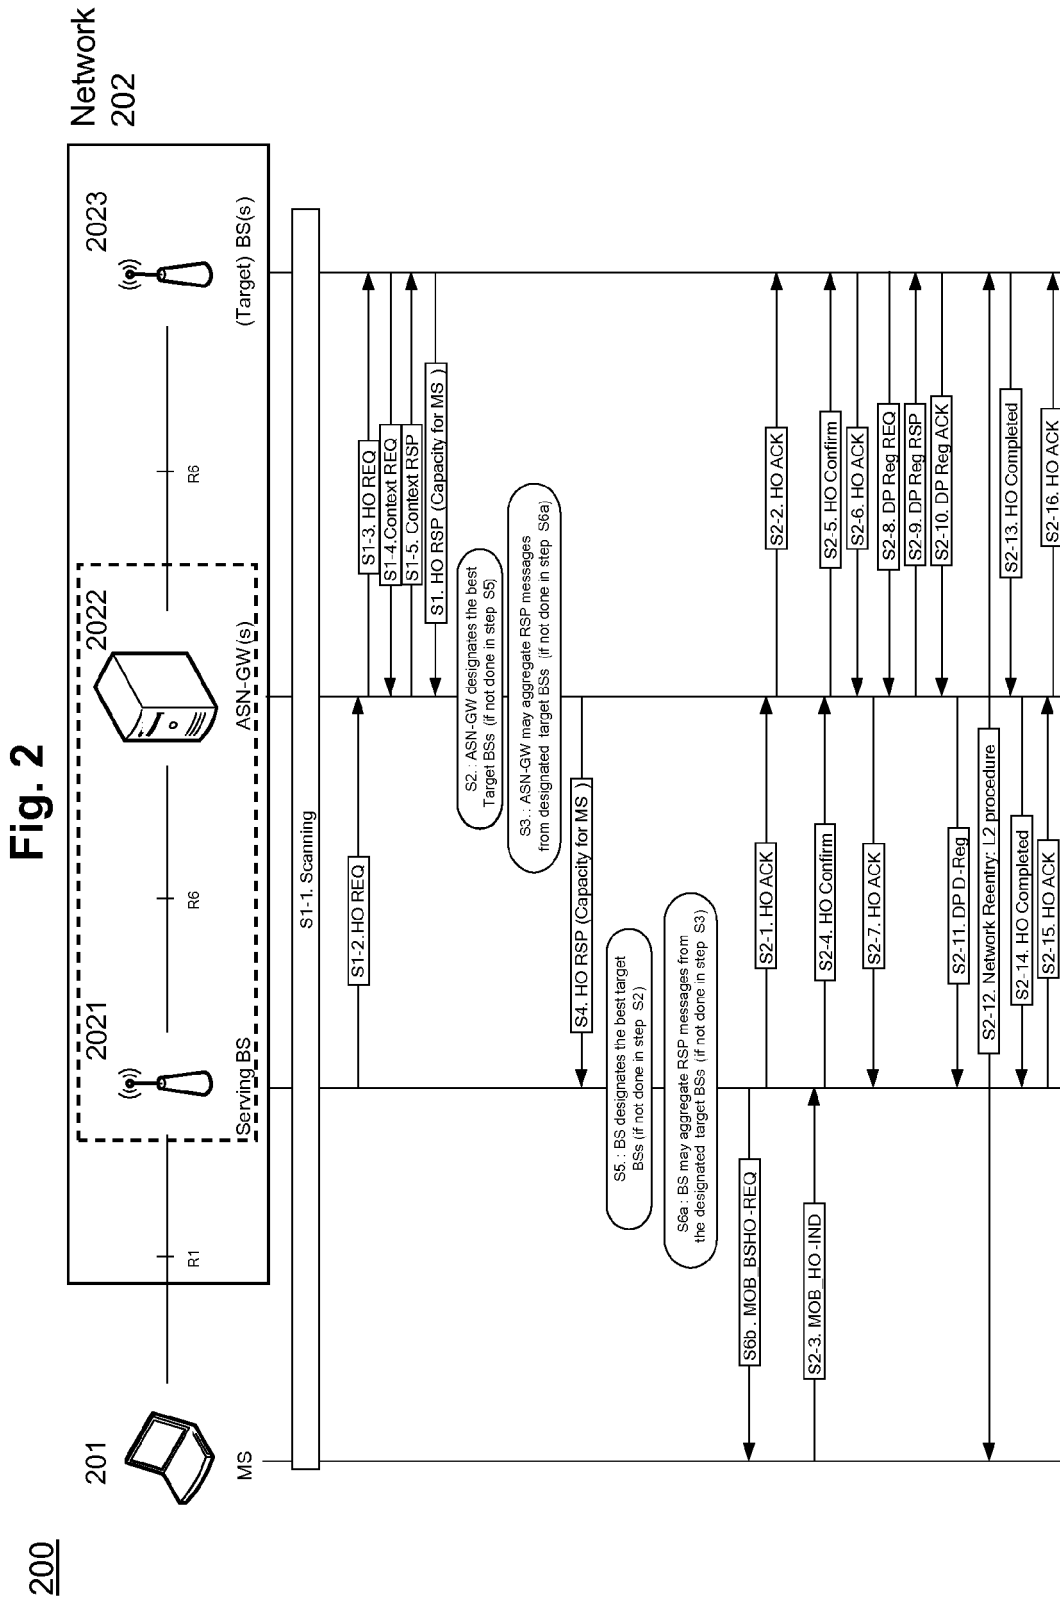 Fig. 2
200
Network
202
201
2021
2022
2023
MS
Serving BS
ASN-GW(s)
(Target) BS(s)
R1
R6
R6
S1-1. Scanning
S1-2.HO REQ
S1-3. HO REQ
S1-4.Context REQ
S1-5. Context RSP
S1. HO RSP (Capacity for MS )
S2. : ASN-GW designates the best
Target BSs (if not done in step S5)
S3. : ASN-GW may aggregate RSP messages
from designated target BSs (if not done in step S6a)
S4. HO RSP (Capacity for MS )
S5. : BS designates the best target
BSs (if not done in step S2)
S6a : BS may aggregate RSP messages from
the designated target BSs (if not done in step S3)
S6b . MOB_BSHO -REQ
S2-1. HO ACK
S2-2. HO ACK
S2-3. MOB_HO -IND
S2-4. HO Confirm
S2-5. HO Confirm
S2-6. HO ACK
S2-7. HO ACK
S2-8. DP Reg REQ
S2-9. DP Reg RSP
S2-10. DP Reg ACK
S2-11. DP D-Reg
S2-12. Network Reentry: L2 procedure
S2-13. HO Completed
S2-14. HO Completed
S2-15. HO ACK
S2-16. HO ACK